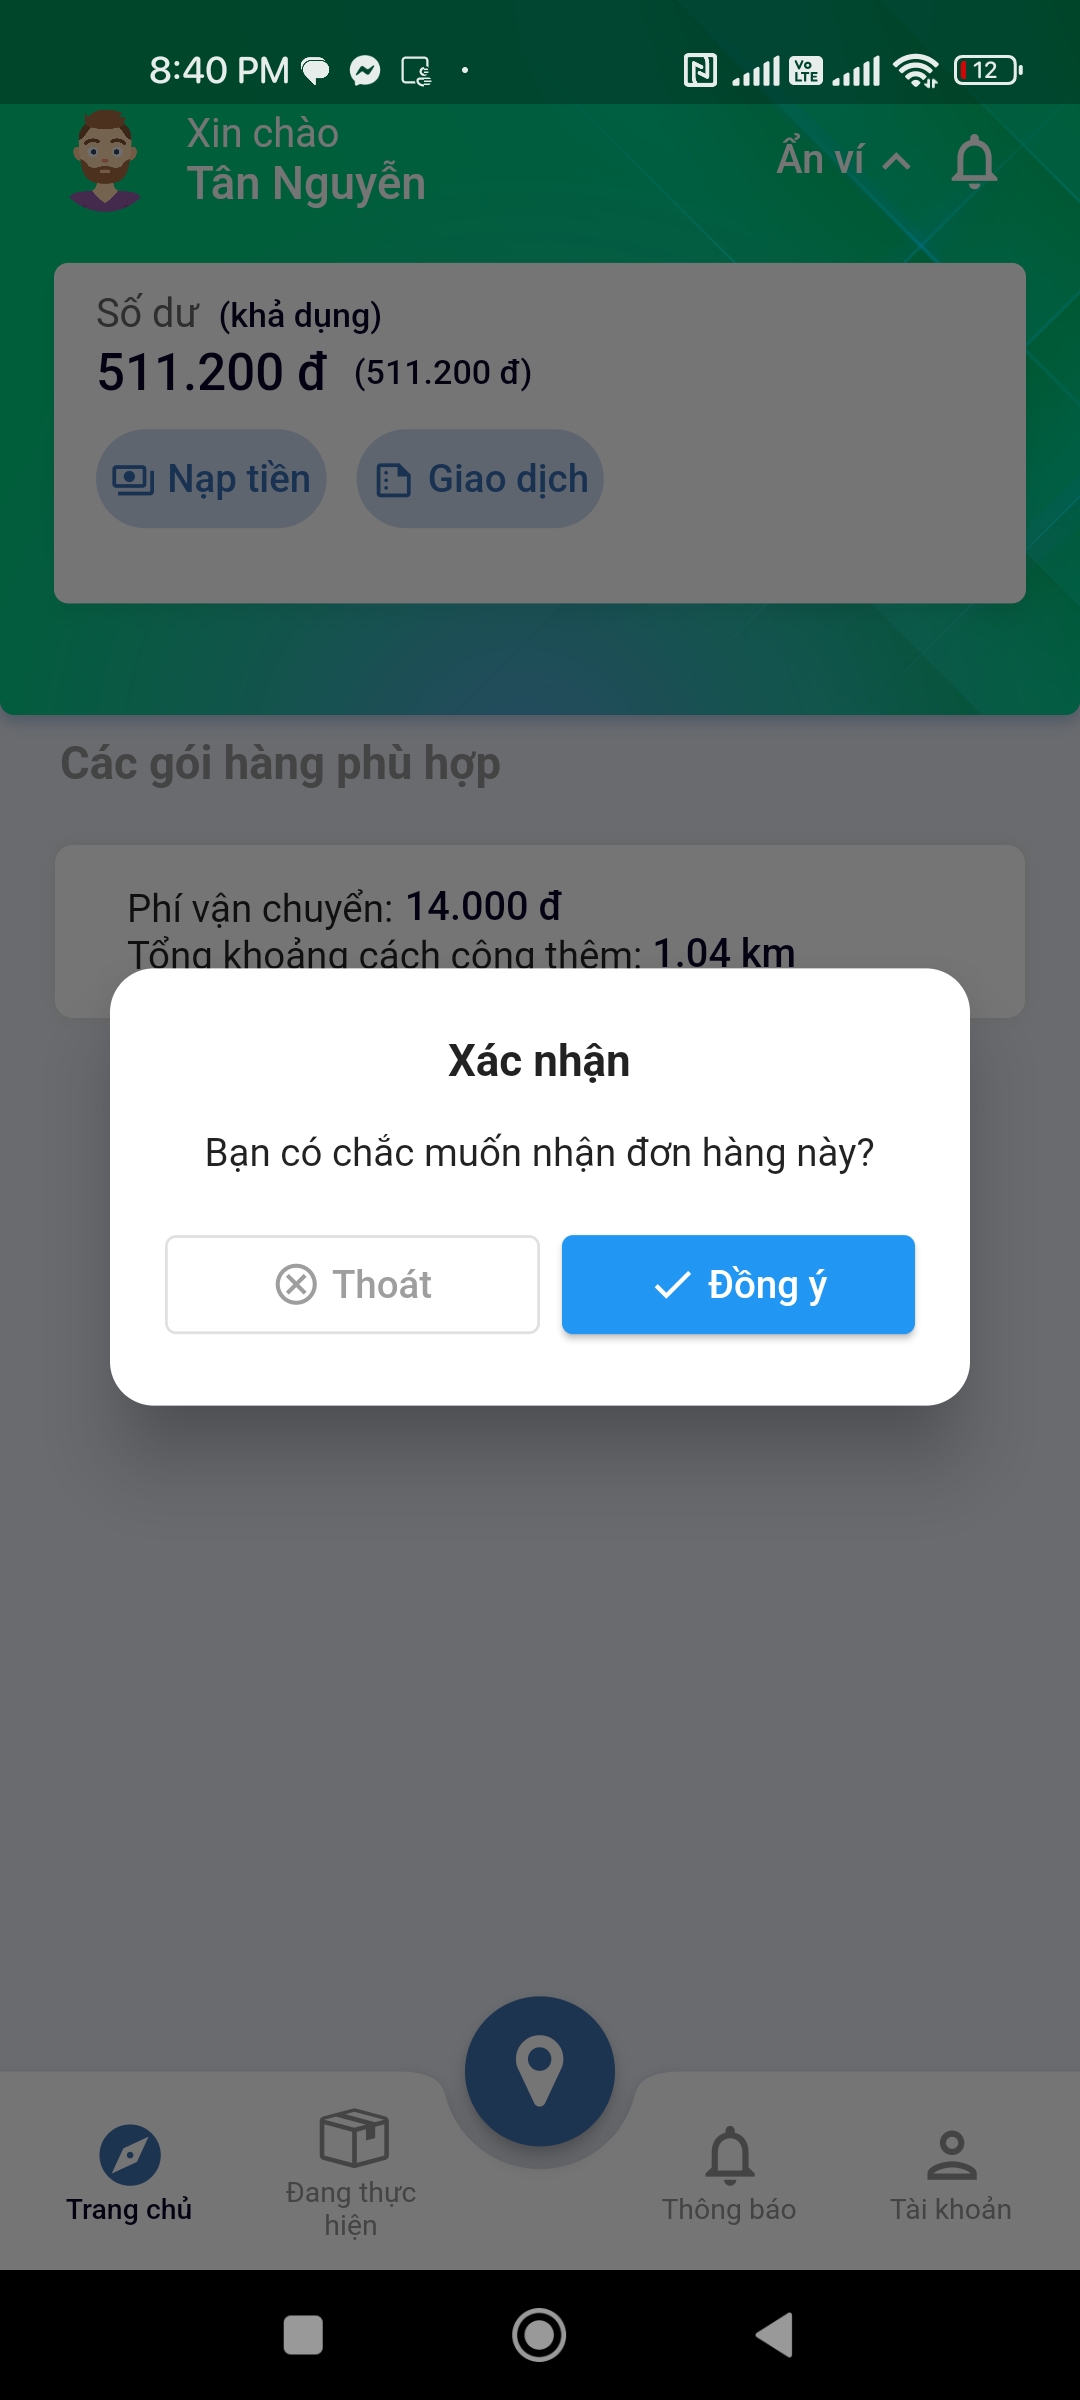 8:40 PM
Vo LTE
12
Xin chào
Tân Nguyễn
Ẩn ví
Số dư (khả dụng)
511.200 đ (511.200 đ)
Nạp tiền
Giao dịch
Các gói hàng phù hợp
Phí vận chuyển: 14.000 đ
Tổng khoảng cách cộng thêm: 1.04 km
Xác nhận
Bạn có chắc muốn nhận đơn hàng này?
Thoát
Đồng ý
Trang chủ
Đang thực
hiện
Thông báo
Tài khoản